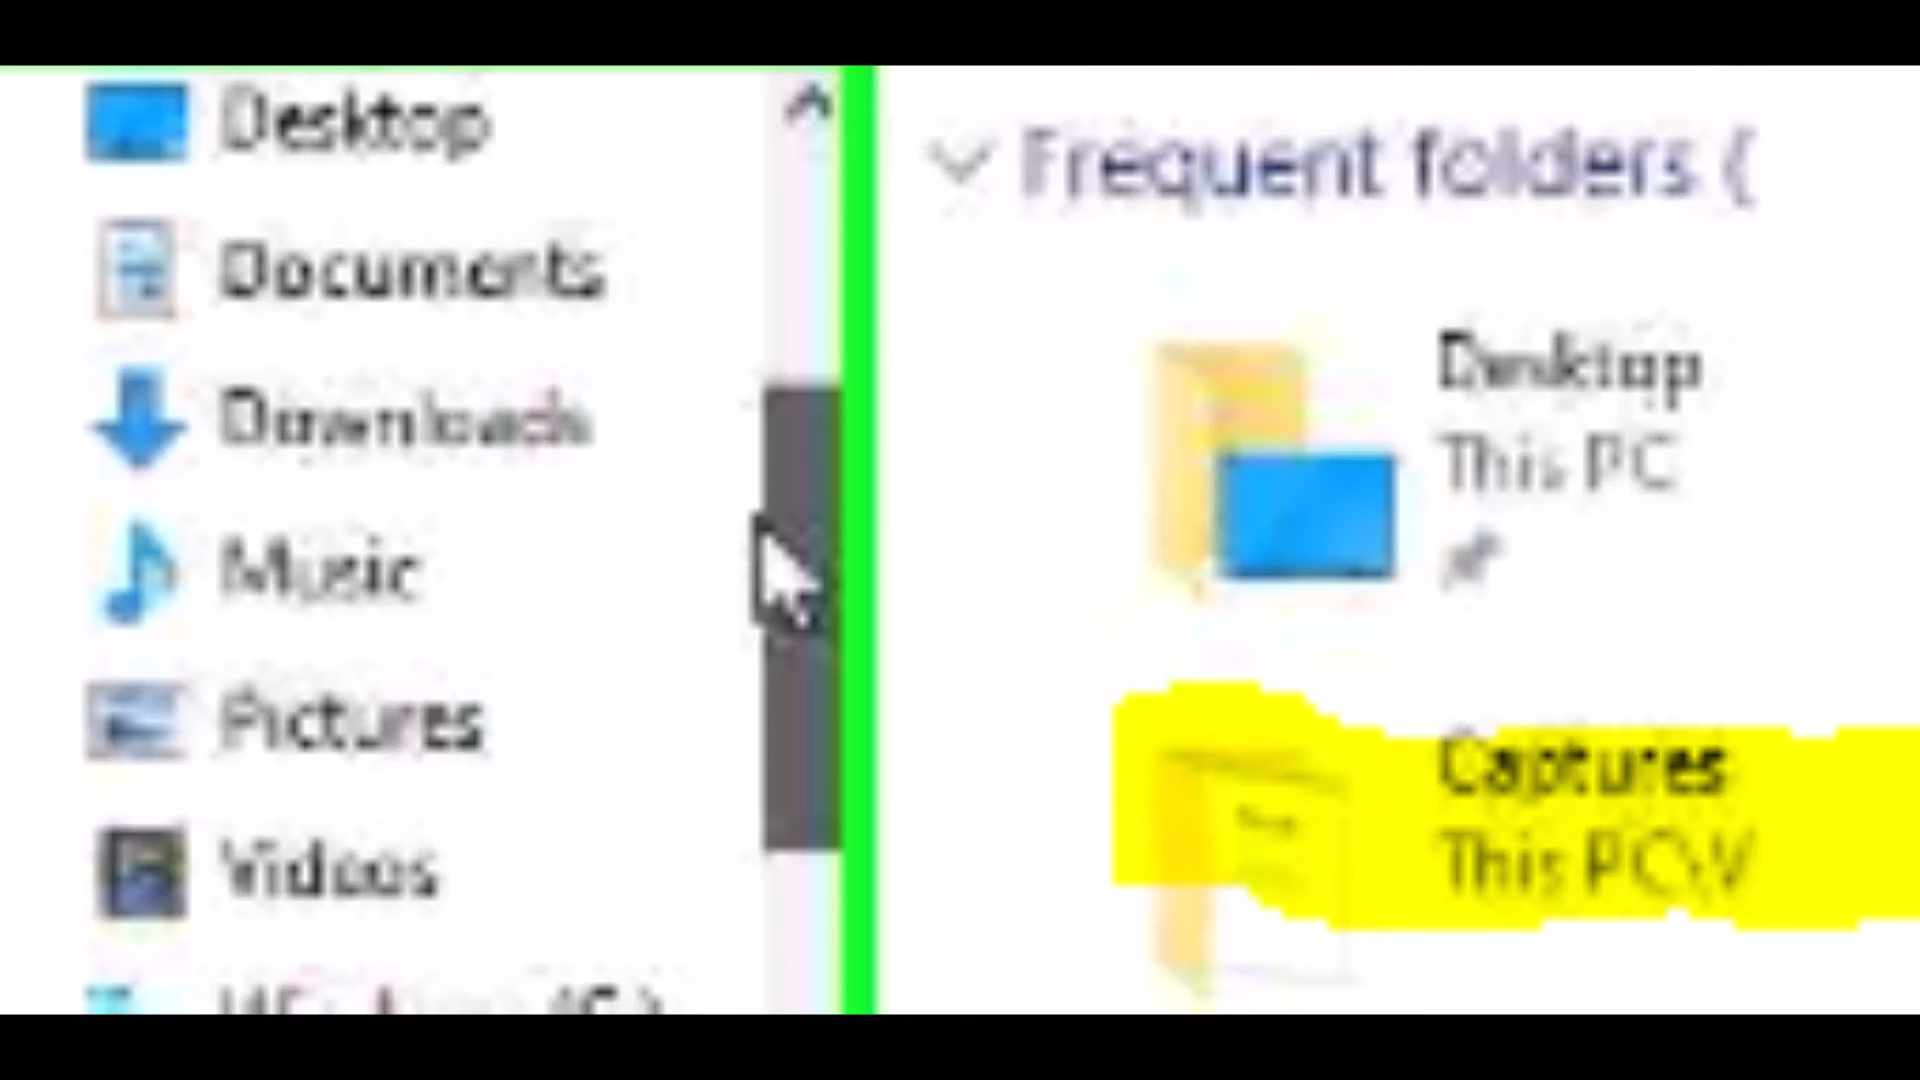 Desktop
Documents
Downloads
Music
Pictures
Videos
Frequent folders (
Desktop
This PC
Captures
This PC\V